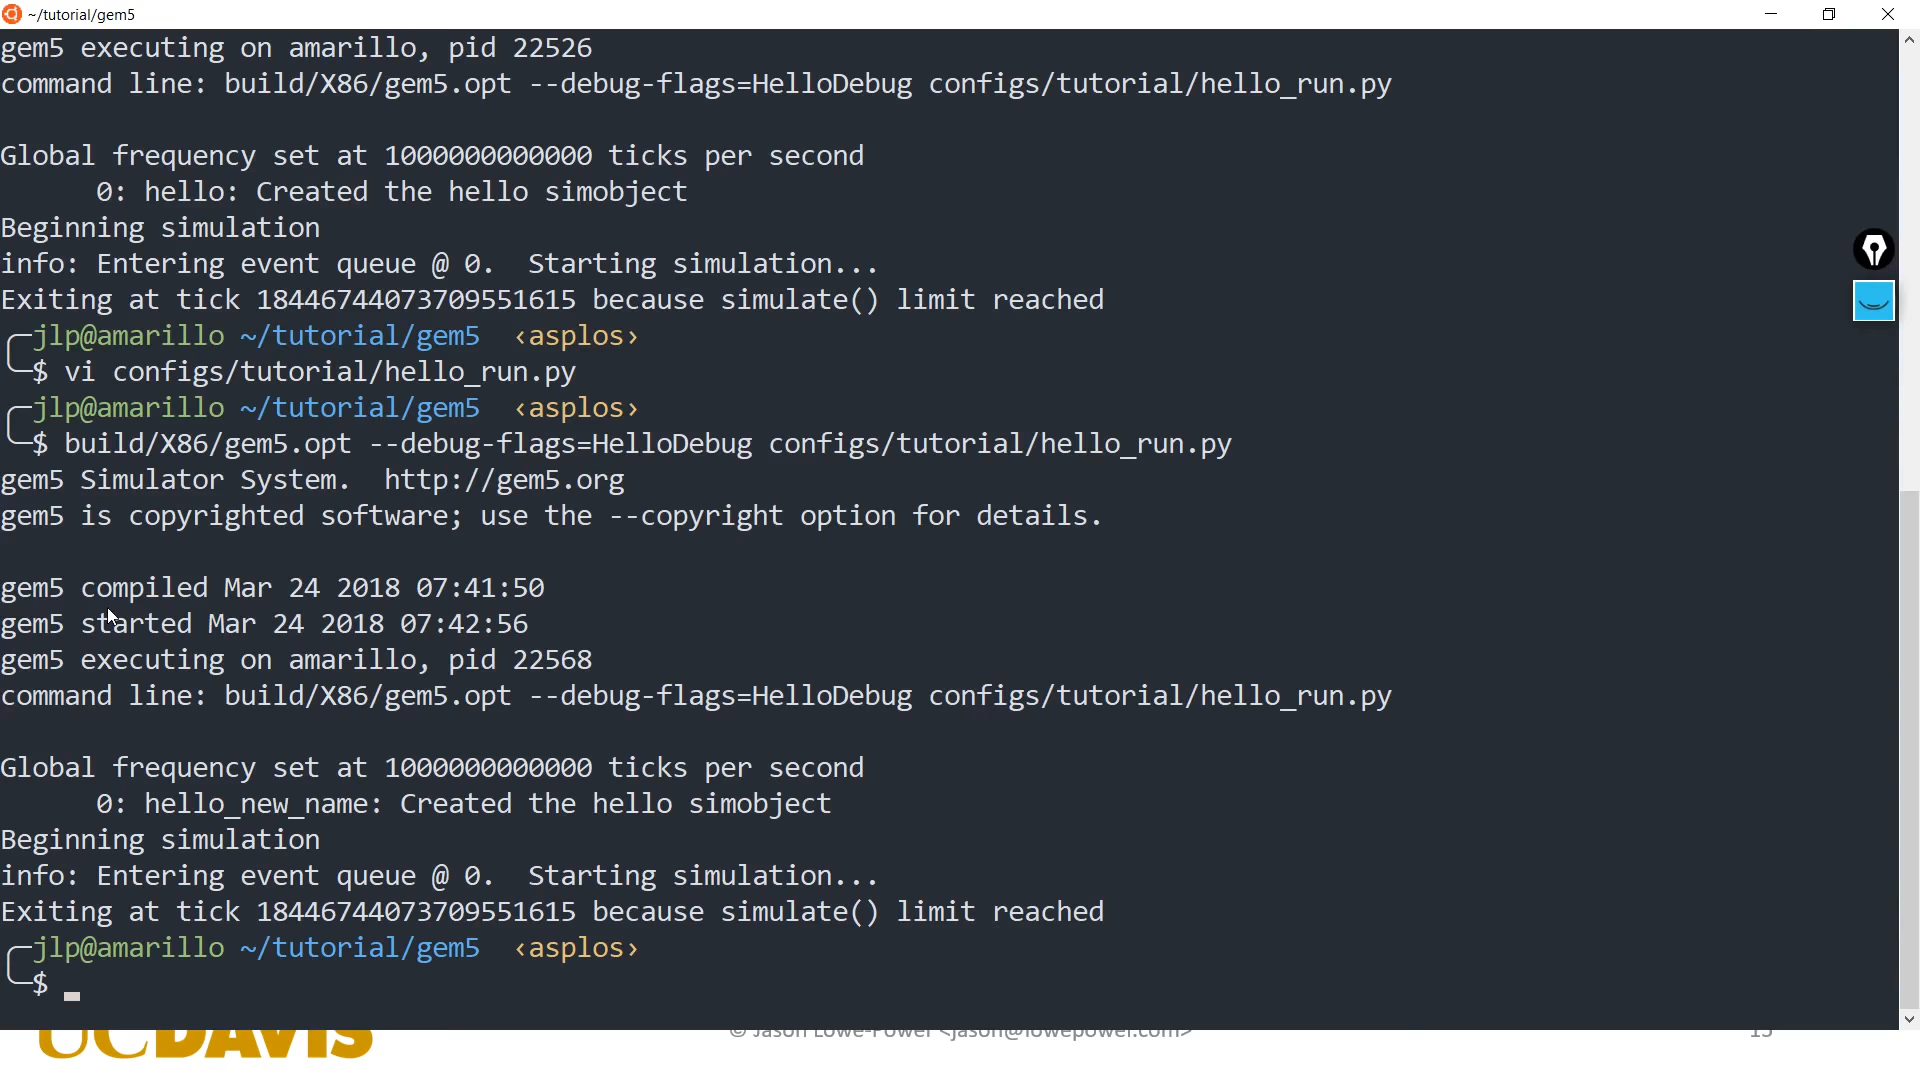 ~/tutorial/gem5
gem5 executing on amarillo, pid 22526
command line: build/X86/gem5.opt --debug-flags=HelloDebug configs/tutorial/hello_run.py
Global frequency set at 1000000000000 ticks per second
0: hello: Created the hello simobject
Beginning simulation
info: Entering event queue @ 0.  Starting simulation...
Exiting at tick 18446744073709551615 because simulate() limit reached
jlp@amarillo ~/tutorial/gem5  ‹asplos›
$ vi configs/tutorial/hello_run.py
jlp@amarillo ~/tutorial/gem5  ‹asplos›
$ build/X86/gem5.opt --debug-flags=HelloDebug configs/tutorial/hello_run.py
gem5 Simulator System.  http://gem5.org
gem5 is copyrighted software; use the --copyright option for details.
gem5 compiled Mar 24 2018 07:41:50
gem5 started Mar 24 2018 07:42:56
gem5 executing on amarillo, pid 22568
command line: build/X86/gem5.opt --debug-flags=HelloDebug configs/tutorial/hello_run.py
Global frequency set at 1000000000000 ticks per second
0: hello_new_name: Created the hello simobject
Beginning simulation
info: Entering event queue @ 0.  Starting simulation...
Exiting at tick 18446744073709551615 because simulate() limit reached
jlp@amarillo ~/tutorial/gem5  ‹asplos›
$
UCDAVIS
© Jason Lowe-Power <jason@lowepower.com>